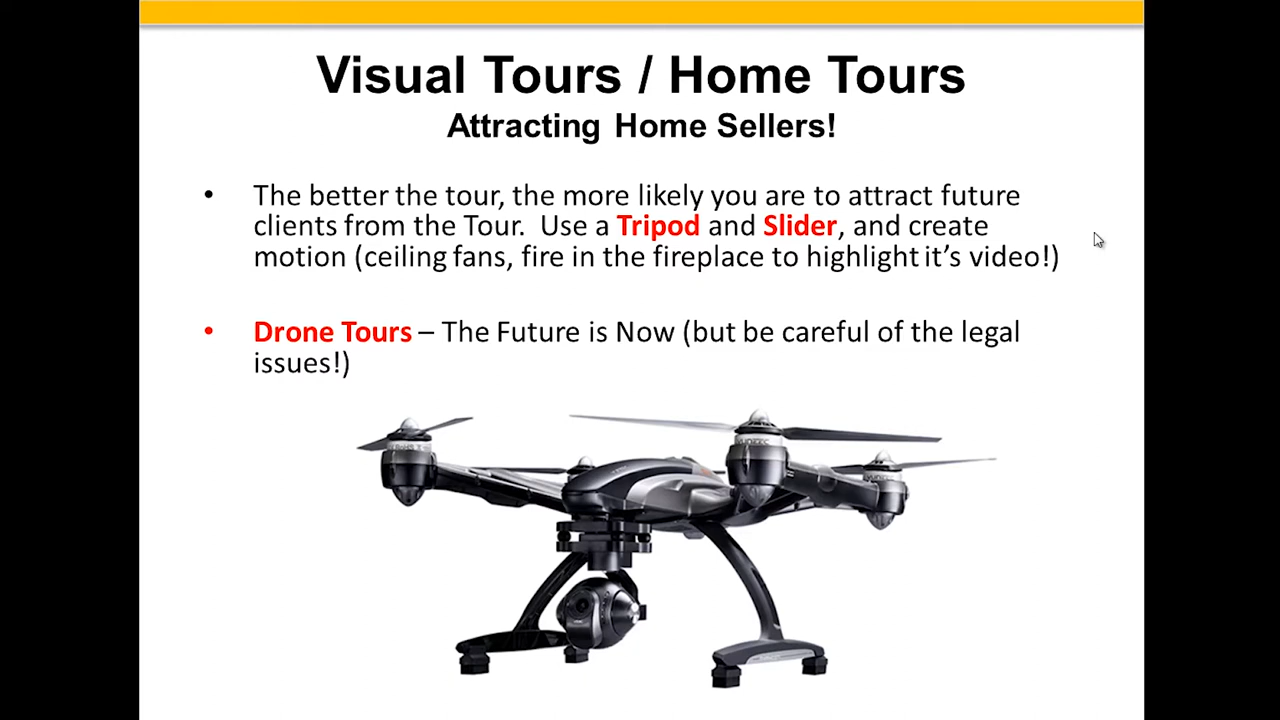 Visual Tours / Home Tours
Attracting Home Sellers!
• The better the tour, the more likely you are to attract future
clients from the Tour. Use a Tripod and Slider, and create
motion (ceiling fans, fire in the fireplace to highlight it's video!)
• Drone Tours – The Future is Now (but be careful of the legal
issues!)